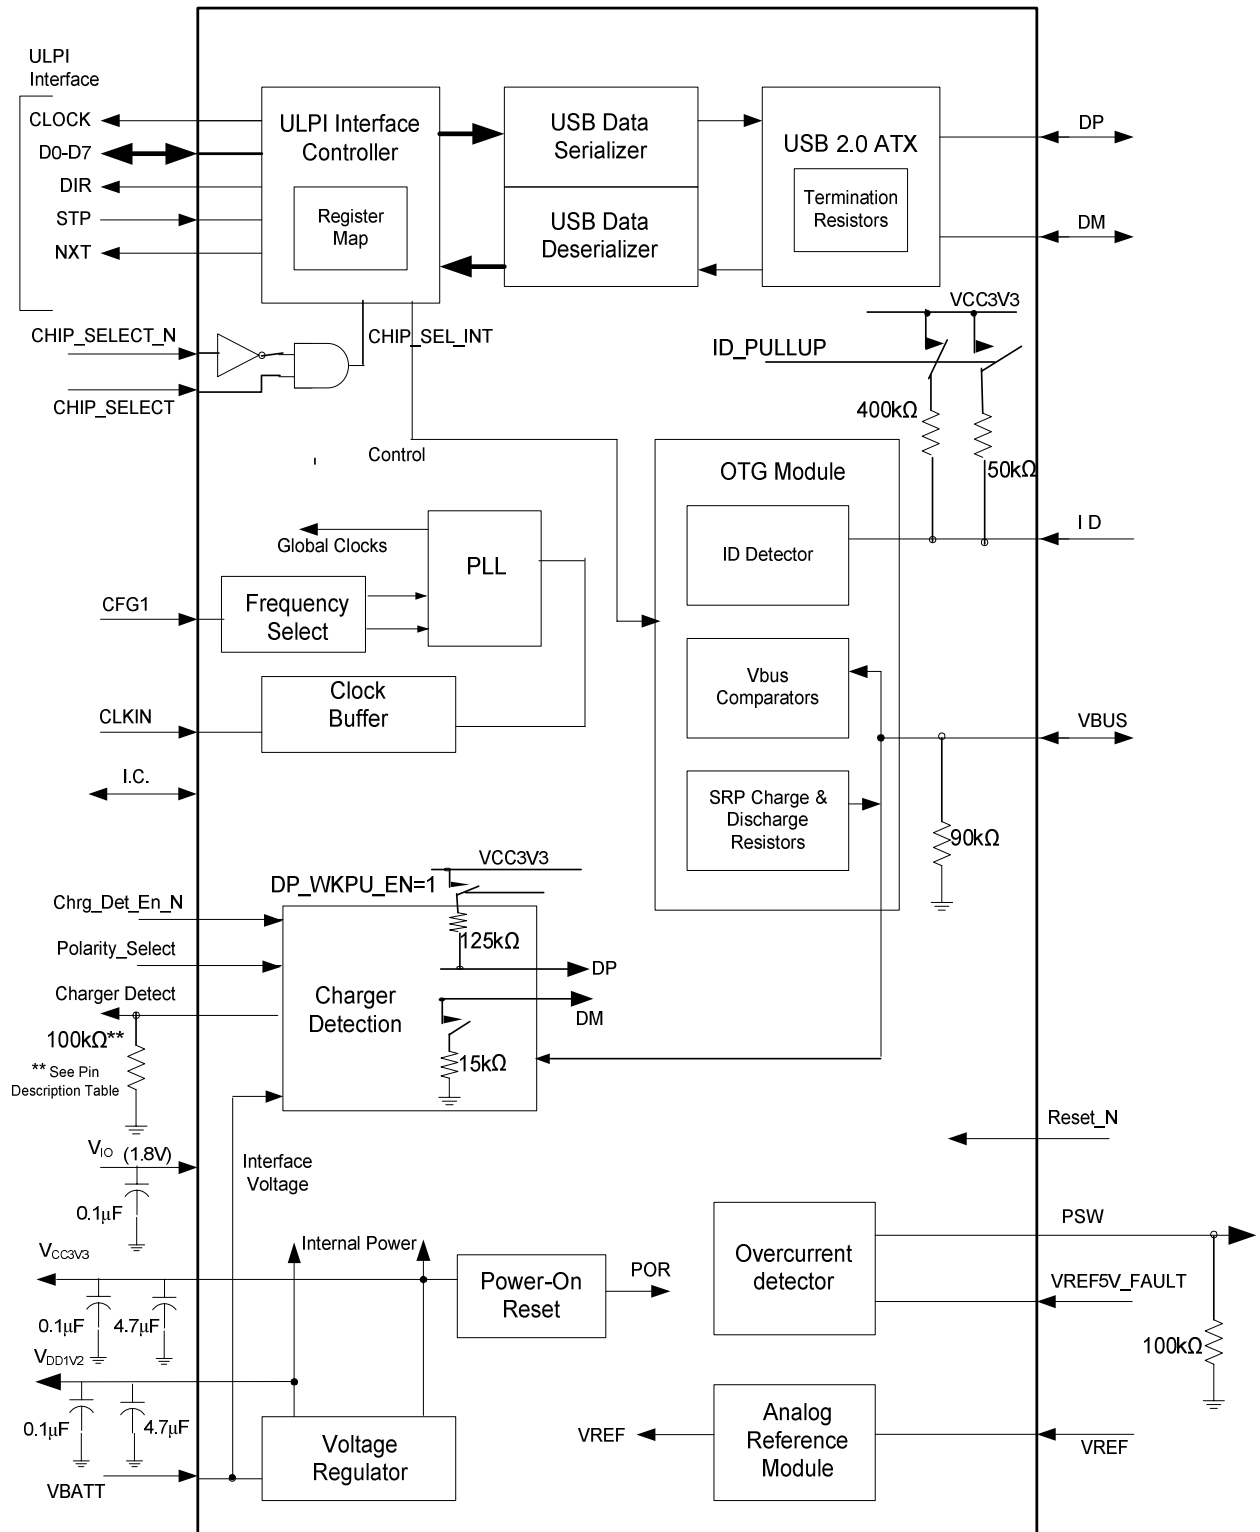 ULPI
Interface
CLOCK
D0-D7
DIR
STP
NXT
ULPI Interface
Controller
Register
Map
USB Data
Serializer
USB Data
Deserializer
USB 2.0 ATX
Termination
Resistors
DP
DM
CHIP_SELECT_N
CHIP_SELECT
CHIP_SEL_INT
VCC3V3
ID_PULLUP
400kΩ
50kΩ
Control
OTG Module
ID Detector
I D
Global Clocks
PLL
CFG1
Frequency
Select
Vbus
Comparators
Clock
Buffer
CLKIN
VBUS
I.C.
SRP Charge &
Discharge
Resistors
90kΩ
VCC3V3
DP_WKPU_EN=1
Chrg_Det_En_N
125kΩ
Polarity_Select
DP
Charger Detect
Charger
Detection
DM
100kΩ**
** See Pin
Description Table
15kΩ
Reset_N
VIO (1.8V)
Interface
Voltage
0.1µF
PSW
Internal Power
VCC3V3
Power-On
Reset
POR
Overcurrent
detector
VREF5V_FAULT
0.1µF
4.7µF
100kΩ
VDD1V2
0.1µF
4.7µF
Voltage
Regulator
VREF
Analog
Reference
Module
VREF
VBATT